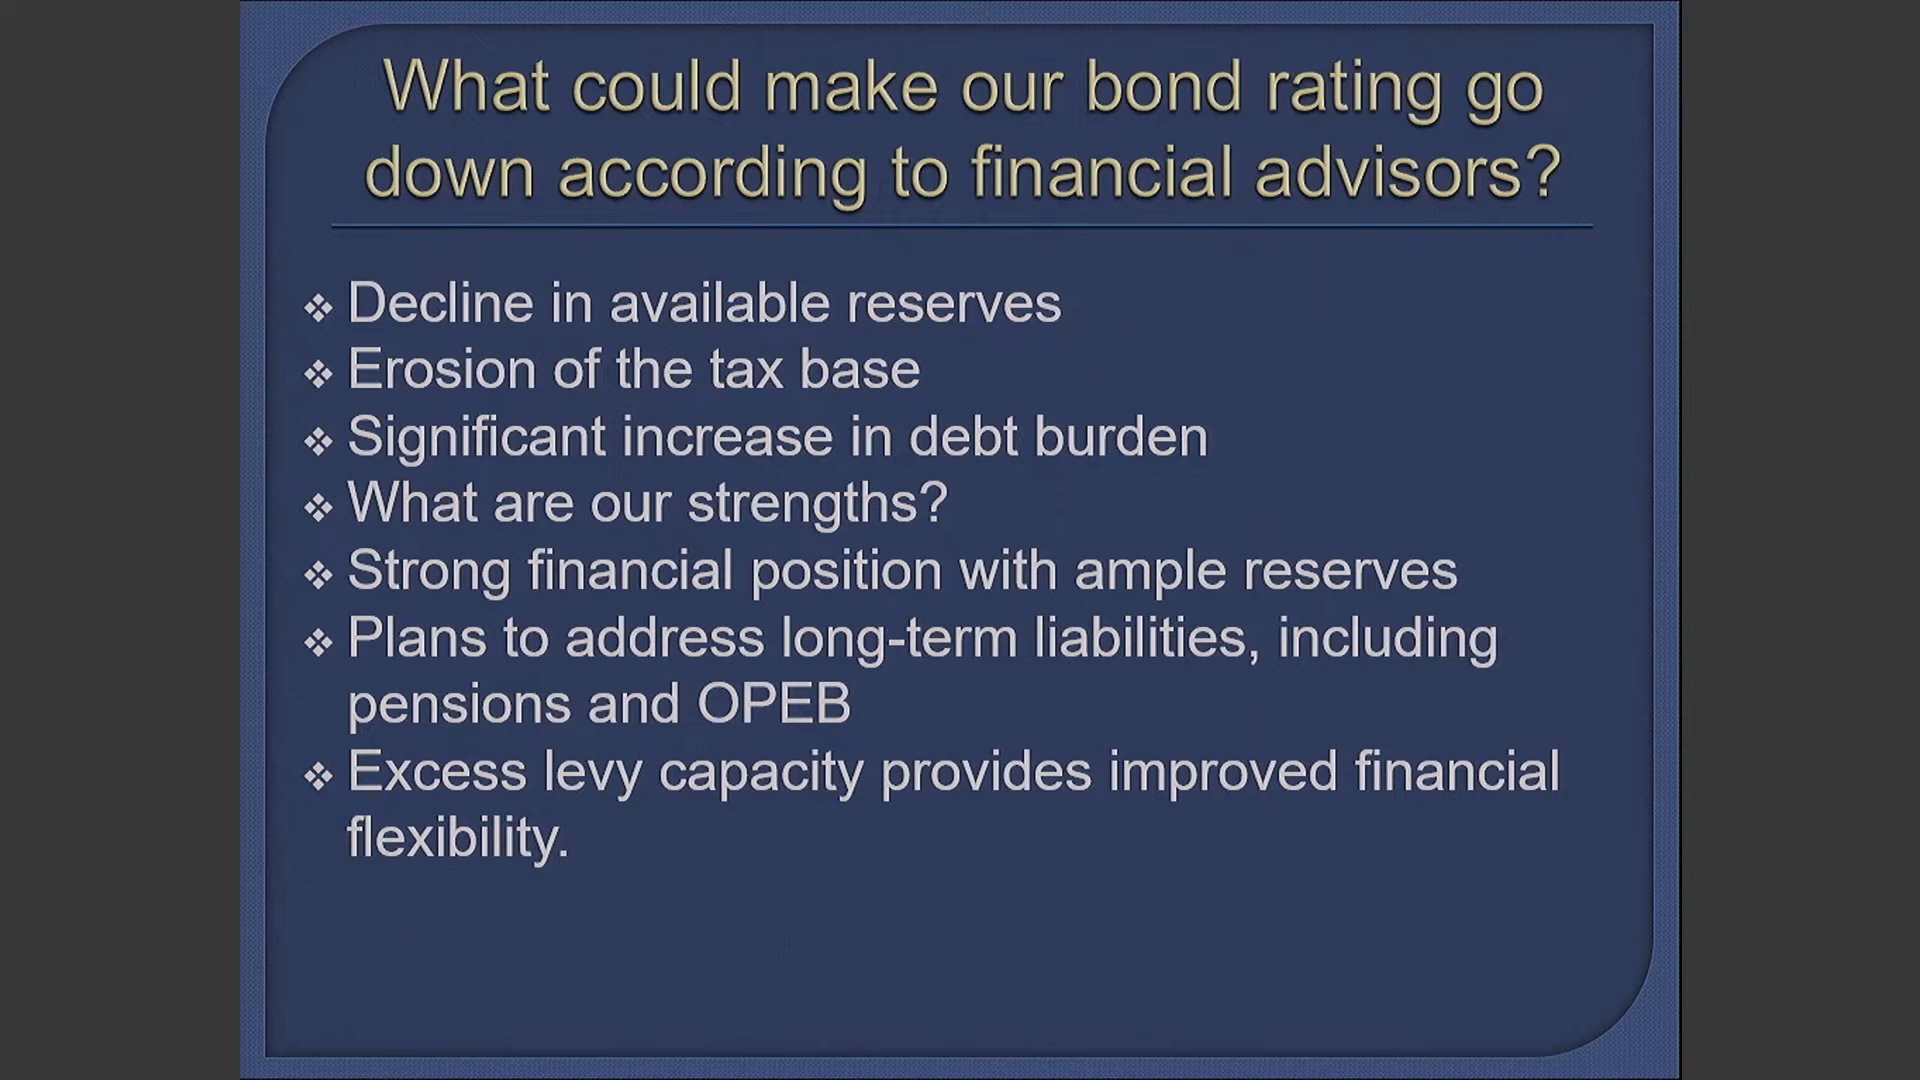 What could make our bond rating go
down according to financial advisors?
❖ Decline in available reserves
❖ Erosion of the tax base
❖ Significant increase in debt burden
❖ What are our strengths?
❖ Strong financial position with ample reserves
❖ Plans to address long-term liabilities, including
pensions and OPEB
❖ Excess levy capacity provides improved financial
flexibility.